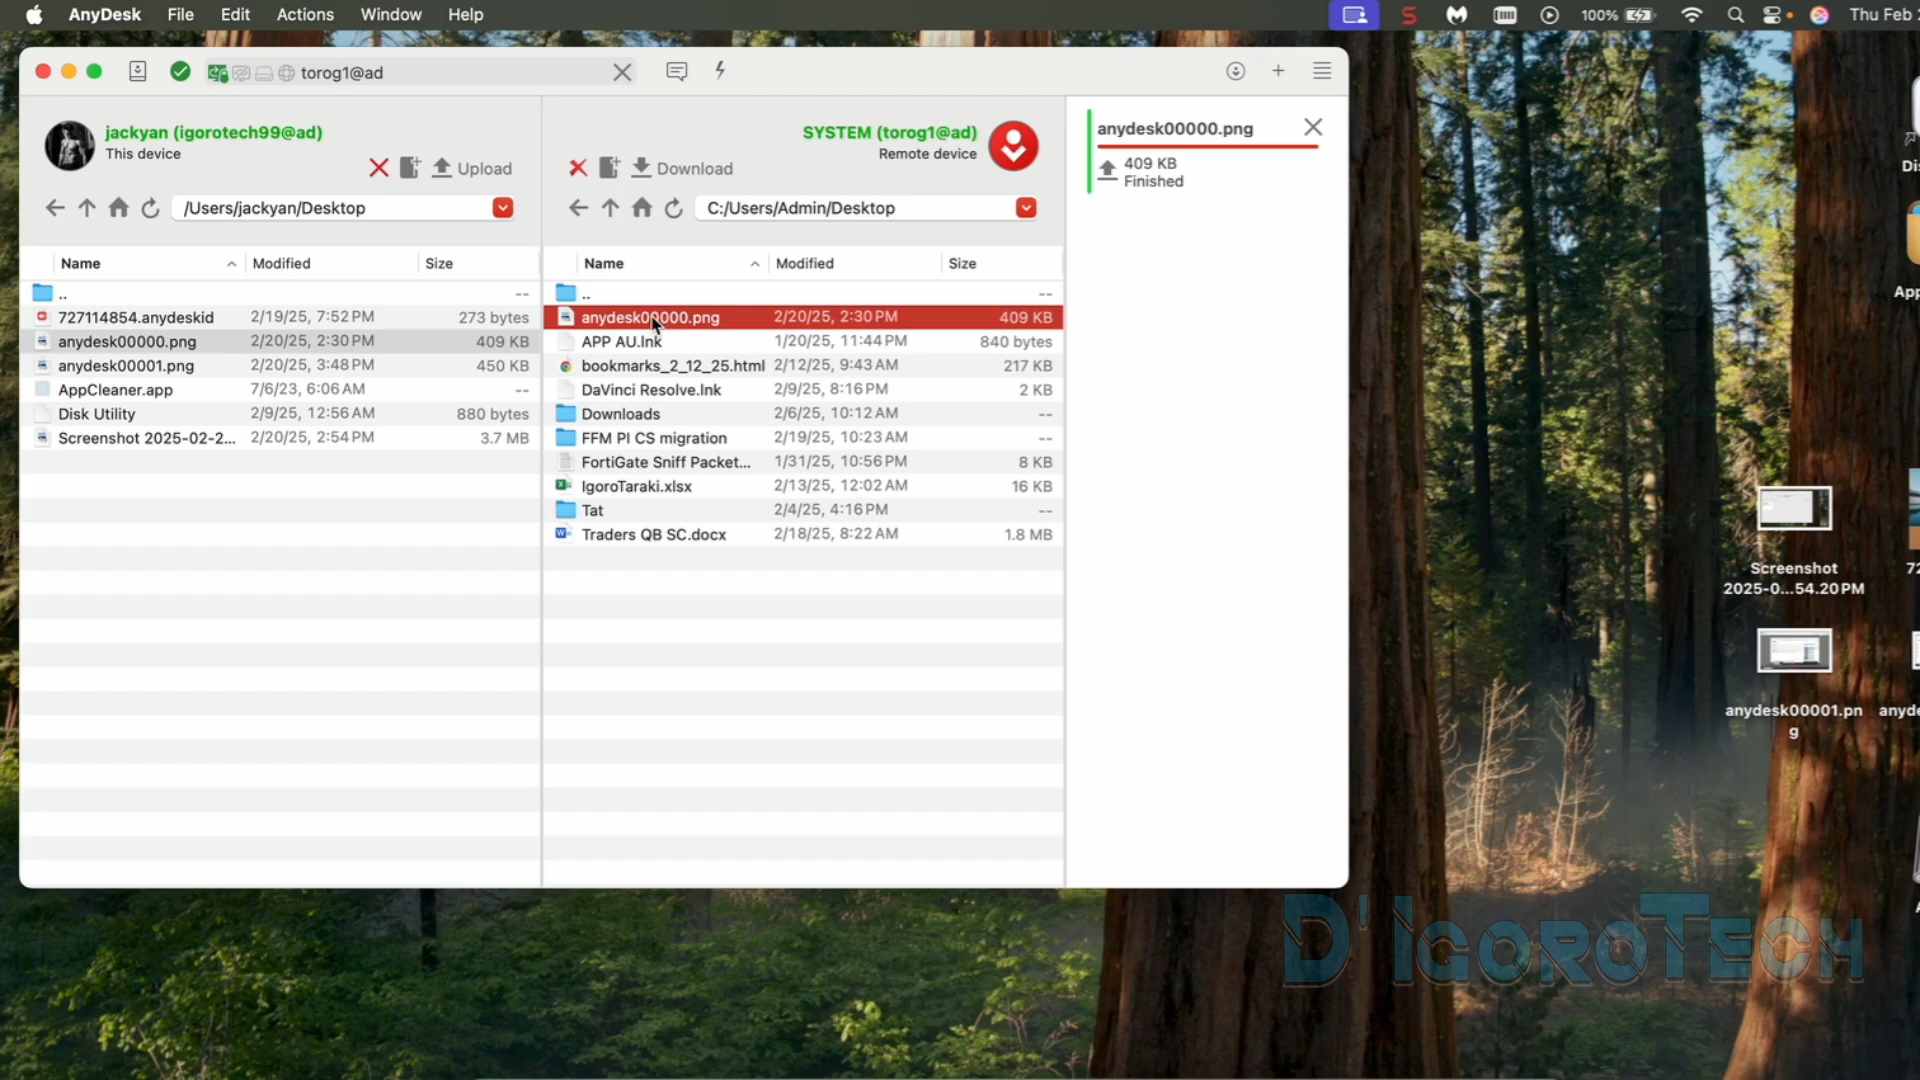 AnyDesk File Edit Actions Window Help 100% Thu Feb
torog1@ad
jackyan (igorotech99@ad)
This device
Upload
/Users/jackyan/Desktop
Name Modified Size
.. --
727114854.anydeskid 2/19/25, 7:52 PM 273 bytes
anydesk00000.png 2/20/25, 2:30 PM 409 KB
anydesk00001.png 2/20/25, 3:48 PM 450 KB
AppCleaner.app 7/6/23, 6:06 AM --
Disk Utility 2/9/25, 12:56 AM 880 bytes
Screenshot 2025-02-2... 2/20/25, 2:54 PM 3.7 MB
SYSTEM (torog1@ad)
Remote device
Download
C:/Users/Admin/Desktop
Name Modified Size
.. --
anydesk00000.png 2/20/25, 2:30 PM 409 KB
APP AU.lnk 1/20/25, 11:44 PM 840 bytes
bookmarks_2_12_25.html 2/12/25, 9:43 AM 217 KB
DaVinci Resolve.lnk 2/9/25, 8:16 PM 2 KB
Downloads 2/6/25, 10:12 AM --
FFM PI CS migration 2/19/25, 10:23 AM --
FortiGate Sniff Packet... 1/31/25, 10:56 PM 8 KB
IgoroTaraki.xlsx 2/13/25, 12:02 AM 16 KB
Tat 2/4/25, 4:16 PM --
Traders QB SC.docx 2/18/25, 8:22 AM 1.8 MB
anydesk00000.png
409 KB
Finished
Dis
App
Screenshot
2025-0...54.20 PM
72
anydesk00001.pn
g
anyde
D'IGOROTECH